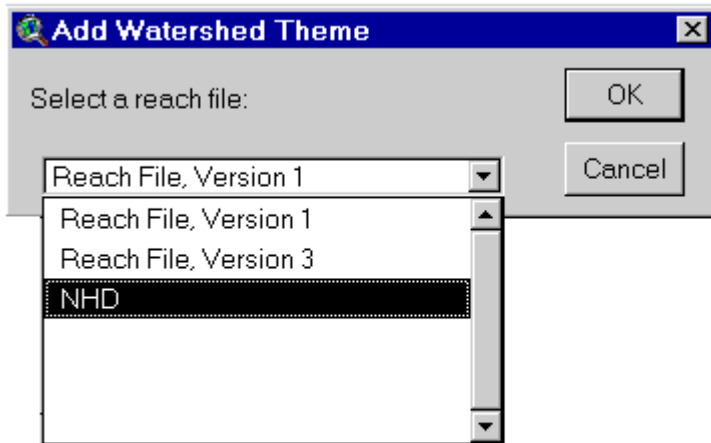 Add Watershed Theme
Select a reach file:
OK
Cancel
Reach File, Version 1
Reach File, Version 1
Reach File, Version 3
NHD